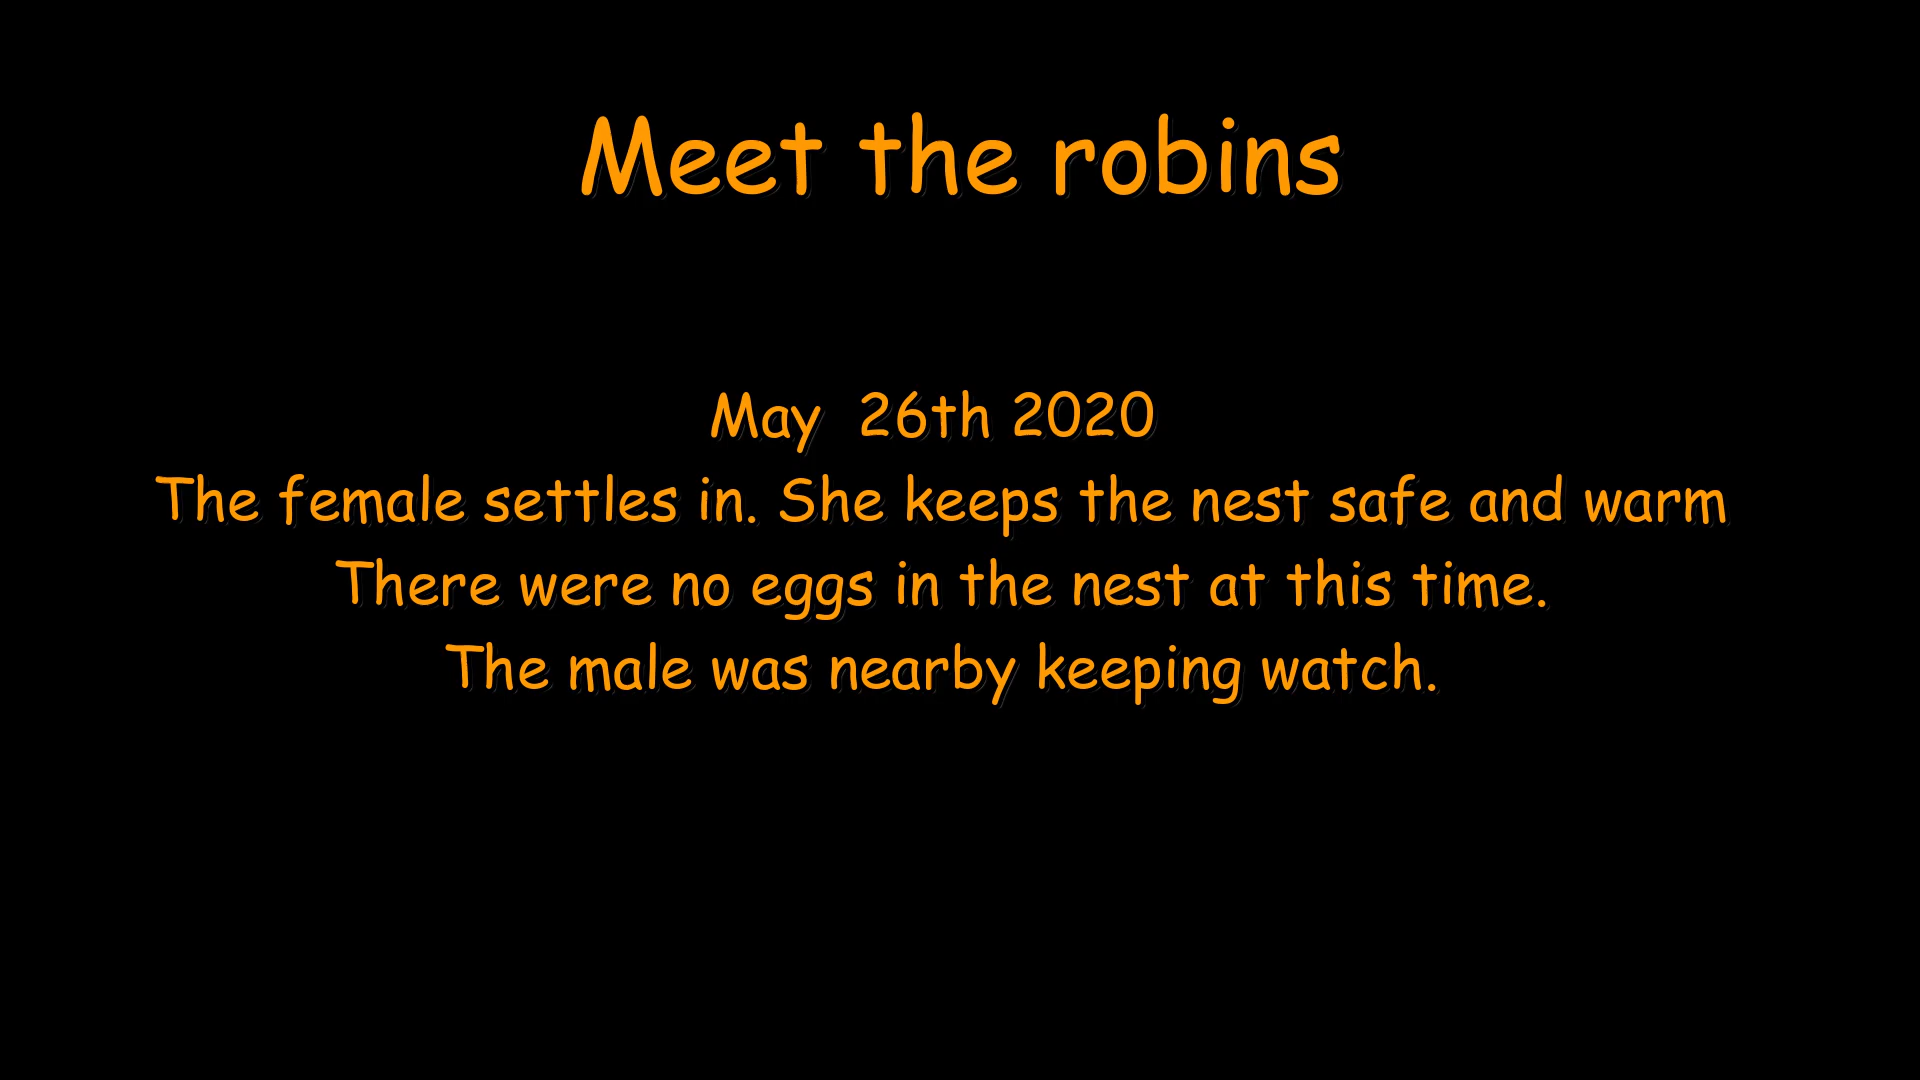 Meet the robins
May  26th 2020
The female settles in. She keeps the nest safe and warm
There were no eggs in the nest at this time.
The male was nearby keeping watch.